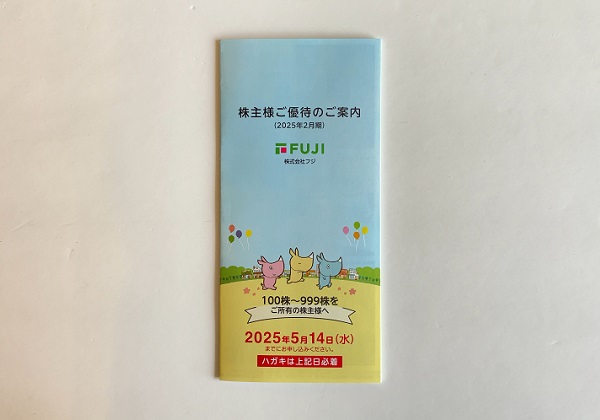 株主様ご優待のご案内
(2025年2月期)
FUJI
株式会社フジ
100株～999株を
ご所有の株主様へ
2025年5月14日(水)
までにお申し込みください。
ハガキは上記日必着